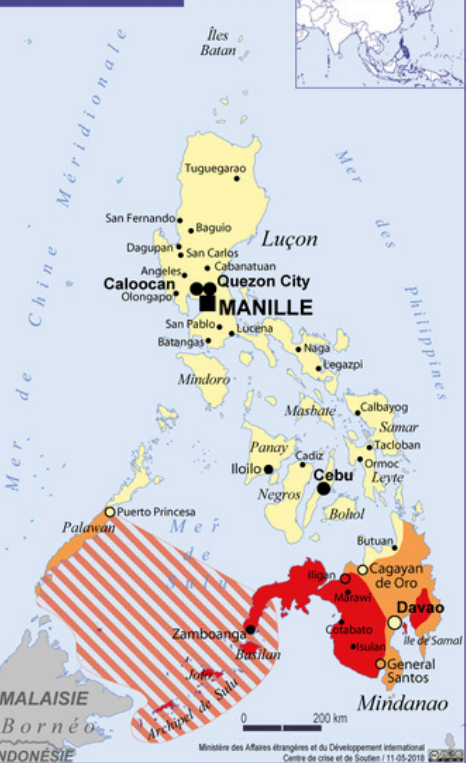 Îles
Batan
Mer de Chine Méridionale
Mer des Philippines
Tuguegarao
San Fernando
Baguio
Luçon
Dagupan
San Carlos
Cabanatuan
Angeles
Caloocan
Quezon City
Olongapo
MANILLE
San Pablo
Lucena
Batangas
Naga
Legazpi
Mindoro
Masbate
Calbayog
Samar
Panay
Tacloban
Cadiz
Iloilo
Ormoc
Cebu
Leyte
Negros
Bohol
Puerto Princesa
Palawan
Mer
de
Sulu
Butuan
Iligan
Cagayan
de Oro
Marawi
Davao
Zamboanga
Cotabato
île de Samal
Basilan
Isulan
General
Santos
Jolo
Archipel de Sulu
Mindanao
MALAISIE
Bornéo
NDONÉSIE
0 200 km
Ministère des Affaires étrangères et du Développement international
Centre de crise et de Soutien / 11-05-2018